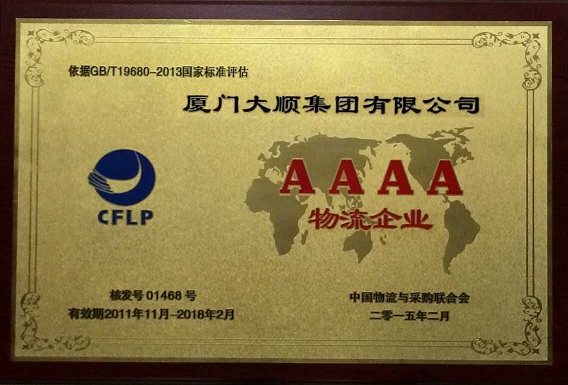 依据GB/T19680-2013国家标准评估
厦门大顺集团有限公司
CFLP
AAAA
物流企业
核发号 01468 号
有效期2011年11月-2018年2月
中国物流与采购联合会
二零一五年二月